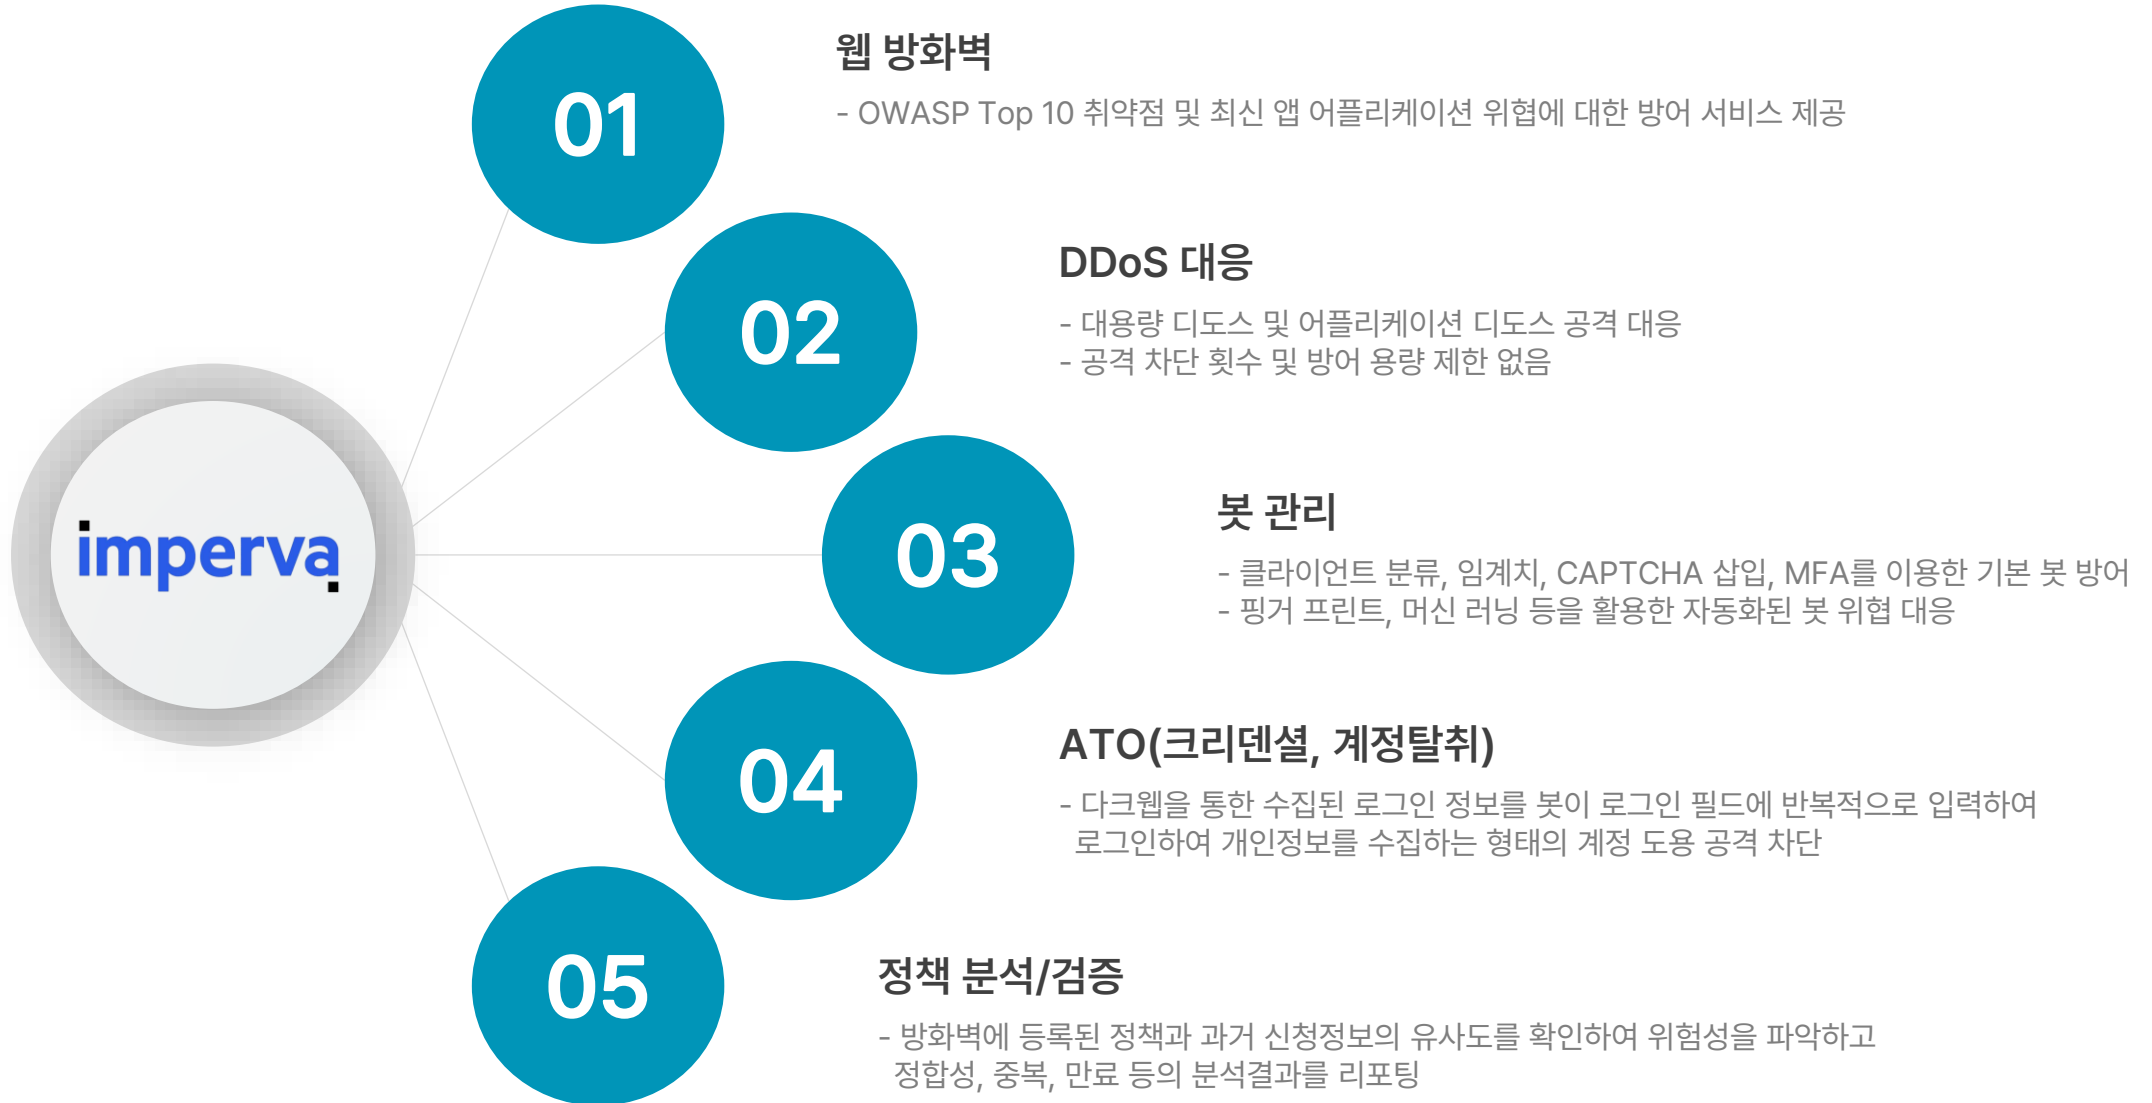 imperva
01
웹 방화벽
- OWASP Top 10 취약점 및 최신 앱 어플리케이션 위협에 대한 방어 서비스 제공
02
DDoS 대응
- 대용량 디도스 및 어플리케이션 디도스 공격 대응
- 공격 차단 횟수 및 방어 용량 제한 없음
03
봇 관리
- 클라이언트 분류, 임계치, CAPTCHA 삽입, MFA를 이용한 기본 봇 방어
- 핑거 프린트, 머신 러닝 등을 활용한 자동화된 봇 위협 대응
04
ATO(크리덴셜, 계정탈취)
- 다크웹을 통한 수집된 로그인 정보를 봇이 로그인 필드에 반복적으로 입력하여
로그인하여 개인정보를 수집하는 형태의 계정 도용 공격 차단
05
정책 분석/검증
- 방화벽에 등록된 정책과 과거 신청정보의 유사도를 확인하여 위험성을 파악하고
정합성, 중복, 만료 등의 분석결과를 리포팅